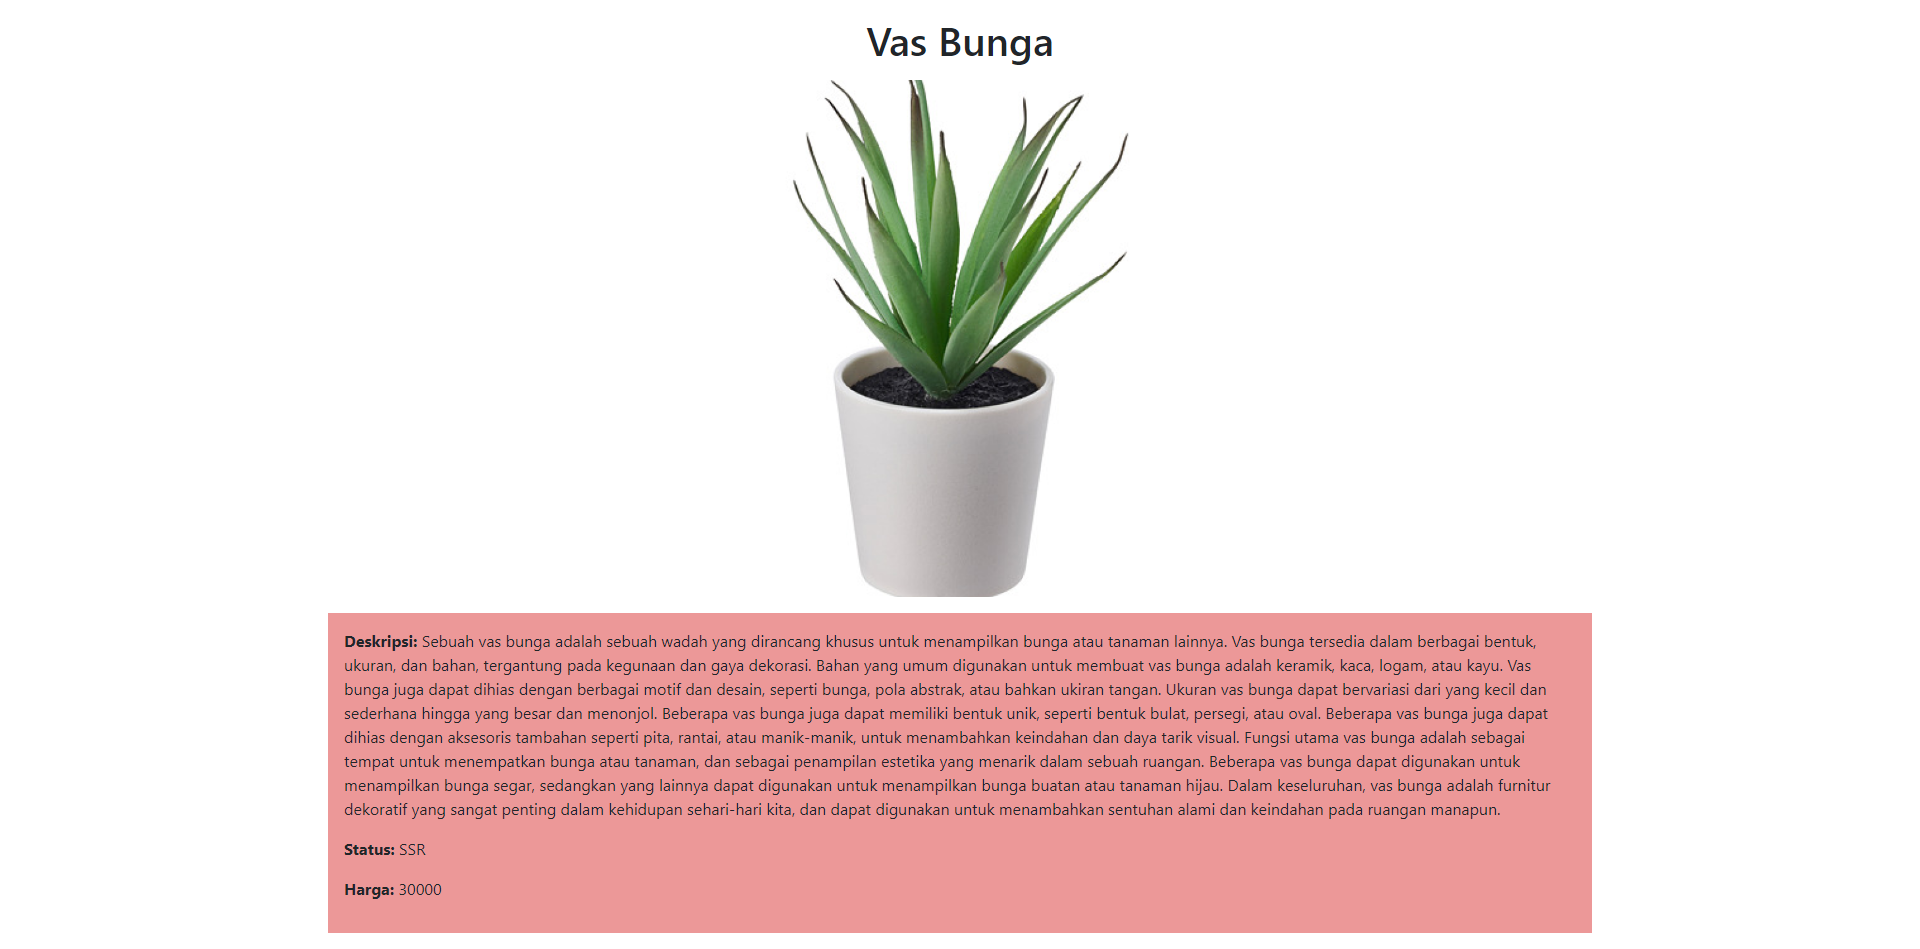 Vas Bunga
Deskripsi: Sebuah vas bunga adalah sebuah wadah yang dirancang khusus untuk menampilkan bunga atau tanaman lainnya. Vas bunga tersedia dalam berbagai bentuk,
ukuran, dan bahan, tergantung pada kegunaan dan gaya dekorasi. Bahan yang umum digunakan untuk membuat vas bunga adalah keramik, kaca, logam, atau kayu. Vas
bunga juga dapat dihias dengan berbagai motif dan desain, seperti bunga, pola abstrak, atau bahkan ukiran tangan. Ukuran vas bunga dapat bervariasi dari yang kecil dan
sederhana hingga yang besar dan menonjol. Beberapa vas bunga juga dapat memiliki bentuk unik, seperti bentuk bulat, persegi, atau oval. Beberapa vas bunga juga dapat
dihias dengan aksesoris tambahan seperti pita, rantai, atau manik-manik, untuk menambahkan keindahan dan daya tarik visual. Fungsi utama vas bunga adalah sebagai
tempat untuk menempatkan bunga atau tanaman, dan sebagai penampilan estetika yang menarik dalam sebuah ruangan. Beberapa vas bunga dapat digunakan untuk
menampilkan bunga segar, sedangkan yang lainnya dapat digunakan untuk menampilkan bunga buatan atau tanaman hijau. Dalam keseluruhan, vas bunga adalah furnitur
dekoratif yang sangat penting dalam kehidupan sehari-hari kita, dan dapat digunakan untuk menambahkan sentuhan alami dan keindahan pada ruangan manapun.
Status: SSR
Harga: 30000